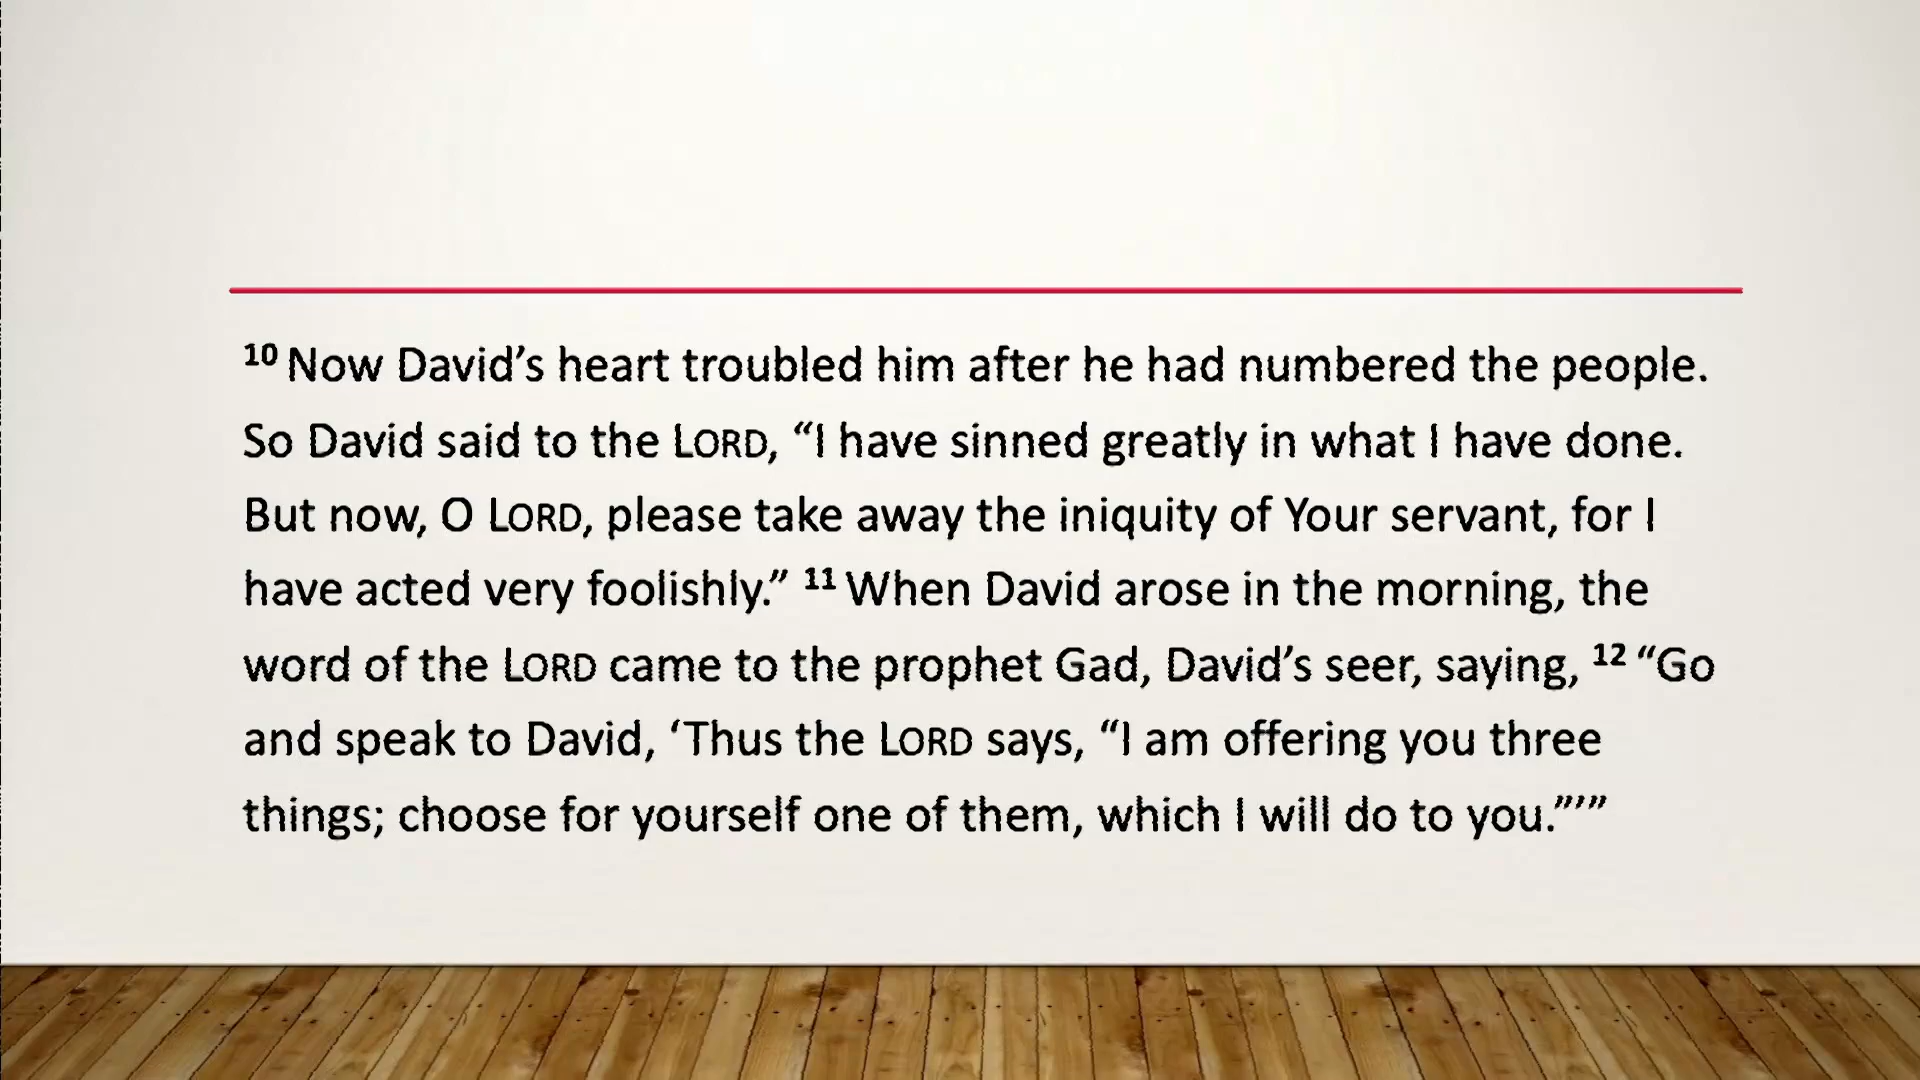 ¹⁰ Now David’s heart troubled him after he had numbered the people.
So David said to the LORD, “I have sinned greatly in what I have done.
But now, O LORD, please take away the iniquity of Your servant, for I
have acted very foolishly.” ¹¹ When David arose in the morning, the
word of the LORD came to the prophet Gad, David’s seer, saying, ¹² “Go
and speak to David, ‘Thus the LORD says, “I am offering you three
things; choose for yourself one of them, which I will do to you.”’”